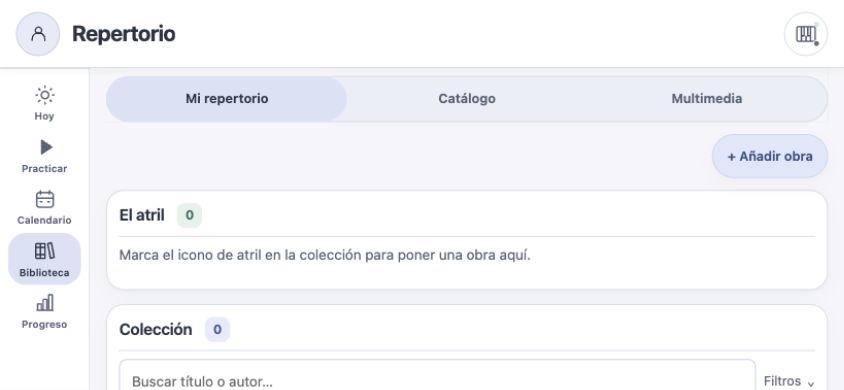 Repertorio
Hoy
Practicar
Calendario
Biblioteca
Progreso
Mi repertorio
Catálogo
Multimedia
+ Añadir obra
El atril 0
Marca el icono de atril en la colección para poner una obra aquí.
Colección 0
Buscar título o autor...
Filtros